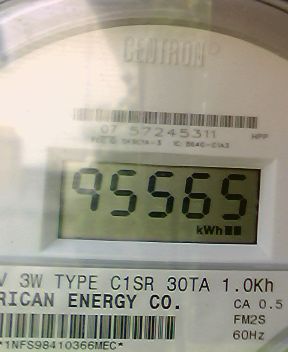 CENTRON®
07 57245311 HPP
95565
kWh
V 3W TYPE C1SR 30TA 1.0Kh
RICAN ENERGY CO.
CA 0.5
FM2S
60Hz
*1NFS98410366MEC*